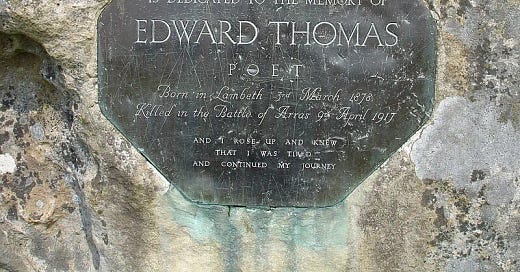 IS DEDICATED TO THE MEMORY OF
EDWARD THOMAS
POET
Born in Lambeth 3rd March 1878
Killed in the Battle of Arras 9th April 1917
AND I ROSE UP AND KNEW
THAT I WAS TIRED
AND CONTINUED MY JOURNEY